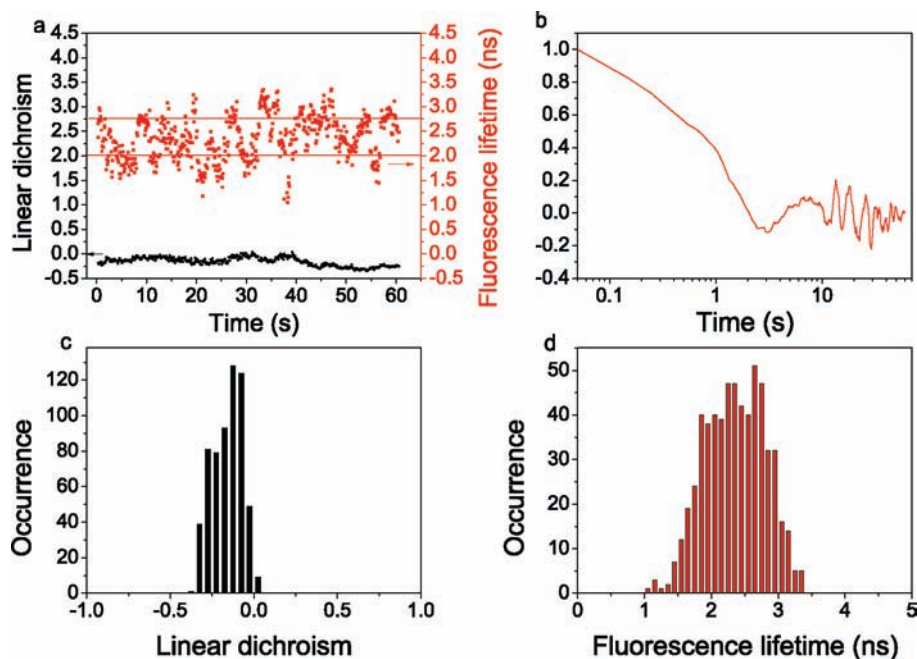 a
4.5 4.0 3.5 3.0 2.5 2.0 1.5 1.0 0.5 0.0 -0.5
Linear dichroism
4.5 4.0 3.5 3.0 2.5 2.0 1.5 1.0 0.5 0.0 -0.5
Fluorescence lifetime (ns)
0 10 20 30 40 50 60
Time (s)
b
1.0 0.8 0.6 0.4 0.2 0.0 -0.2 -0.4
0.1 1 10
Time (s)
c
120 100 80 60 40 20 0
Occurrence
-1.0 -0.5 0.0 0.5 1.0
Linear dichroism
d
50 40 30 20 10 0
Occurrence
0 1 2 3 4 5
Fluorescence lifetime (ns)